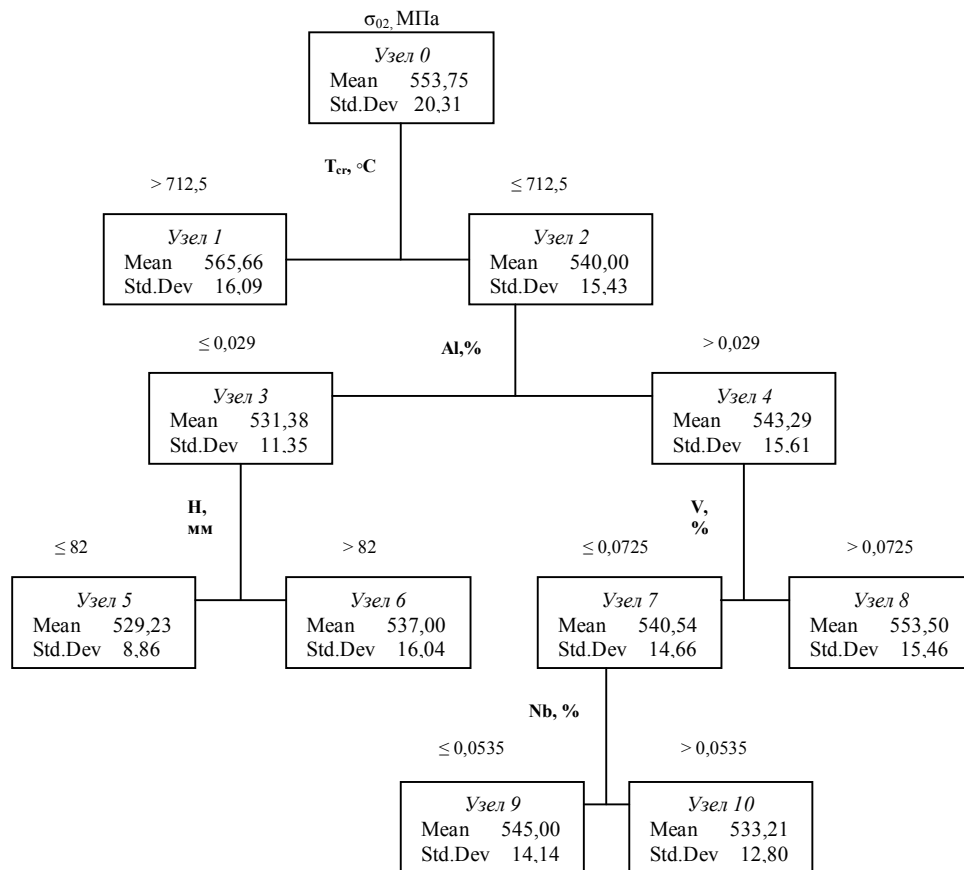 σ₀₂, МПа
Узел 0
Mean 553,75
Std.Dev 20,31
T_cr, ◦C
> 712,5
≤ 712,5
Узел 1
Mean 565,66
Std.Dev 16,09
Узел 2
Mean 540,00
Std.Dev 15,43
≤ 0,029
Al,%
> 0,029
Узел 3
Mean 531,38
Std.Dev 11,35
Узел 4
Mean 543,29
Std.Dev 15,61
H,
мм
V,
%
≤ 82
> 82
≤ 0,0725
> 0,0725
Узел 5
Mean 529,23
Std.Dev 8,86
Узел 6
Mean 537,00
Std.Dev 16,04
Узел 7
Mean 540,54
Std.Dev 14,66
Узел 8
Mean 553,50
Std.Dev 15,46
Nb, %
≤ 0,0535
> 0,0535
Узел 9
Mean 545,00
Std.Dev 14,14
Узел 10
Mean 533,21
Std.Dev 12,80